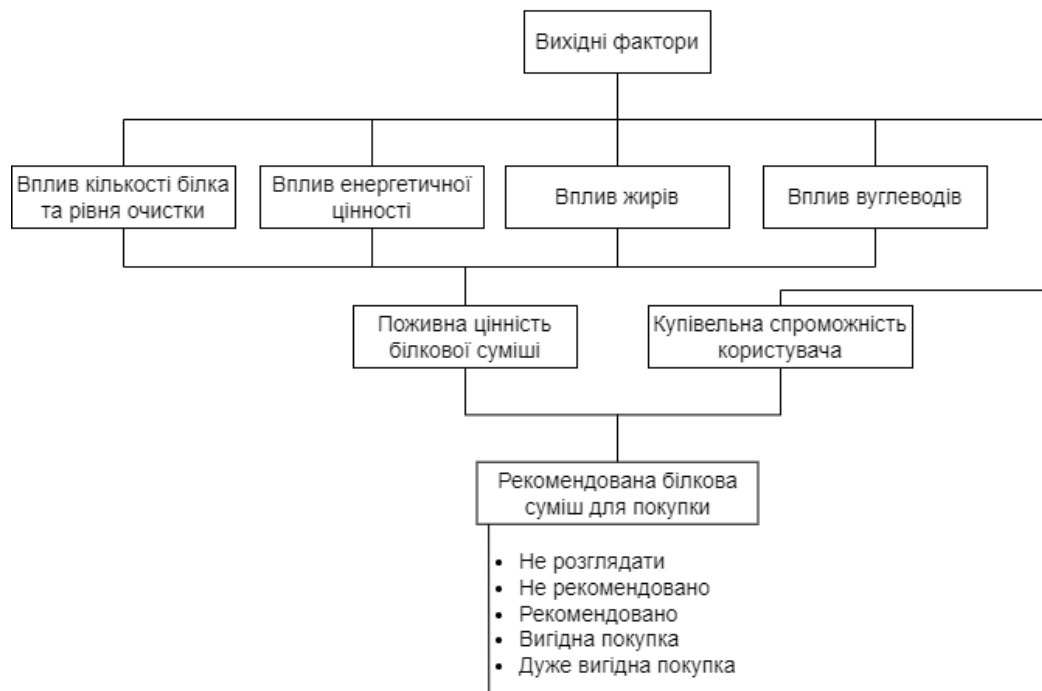 Вихідні фактори
Вплив кількості білка
та рівня очистки
Вплив енергетичної
цінності
Вплив жирів
Вплив вуглеводів
Поживна цінність
білкової суміші
Купівельна спроможність
користувача
Рекомендована білкова
суміш для покупки
• Не розглядати
• Не рекомендовано
• Рекомендовано
• Вигідна покупка
• Дуже вигідна покупка